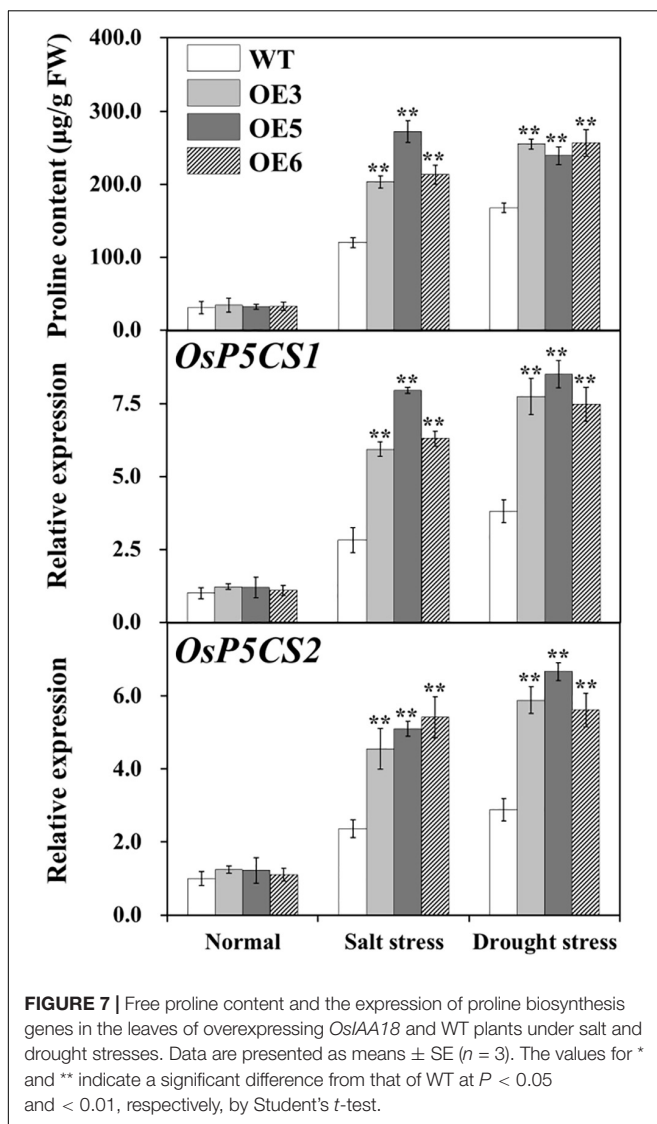 400.0
WT
OE3
OE5
OE6
300.0
200.0
100.0
0.0
Proline content (µg/g FW)
** ** ** ** ** **
OsP5CS1
7.5
5.0
2.5
0.0
Relative expression
** ** ** ** ** **
OsP5CS2
6.0
4.0
2.0
0.0
Relative expression
** ** ** ** ** **
Normal Salt stress Drought stress
FIGURE 7 | Free proline content and the expression of proline biosynthesis
genes in the leaves of overexpressing OsIAA18 and WT plants under salt and
drought stresses. Data are presented as means ± SE (n = 3). The values for *
and ** indicate a significant difference from that of WT at P < 0.05
and < 0.01, respectively, by Student's t-test.